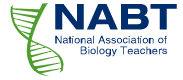 NABT
National Association of
Biology Teachers